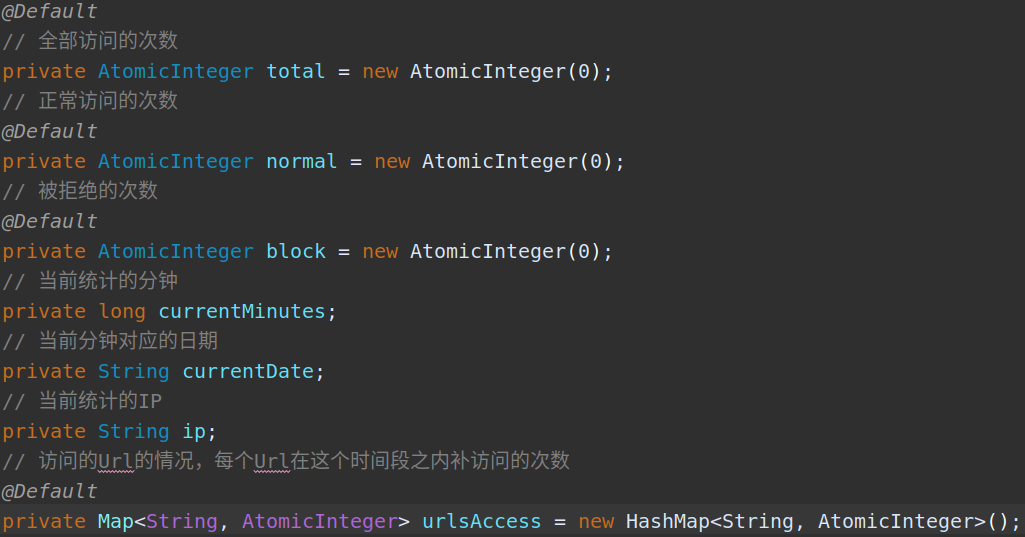 @Default
// 全部访问的次数
private AtomicInteger total = new AtomicInteger(0);
// 正常访问的次数
@Default
private AtomicInteger normal = new AtomicInteger(0);
// 被拒绝的次数
@Default
private AtomicInteger block = new AtomicInteger(0);
// 当前统计的分钟
private long currentMinutes;
// 当前分钟对应的日期
private String currentDate;
// 当前统计的IP
private String ip;
// 访问的Url的情况，每个Url在这个时间段之内补访问的次数
@Default
private Map<String, AtomicInteger> urlsAccess = new HashMap<String, AtomicInteger>();